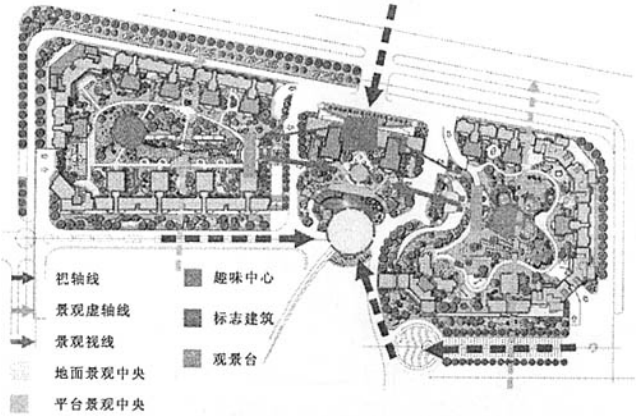 视轴线
景观虚轴线
景观视线
地面景观中央
平台景观中央
趣味中心
标志建筑
观景台